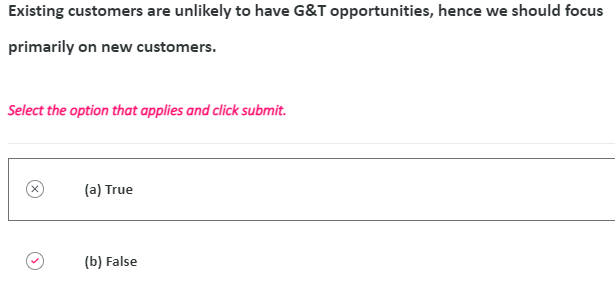 Existing customers are unlikely to have G&T opportunities, hence we should focus
primarily on new customers.
Select the option that applies and click submit.
(a) True
(b) False